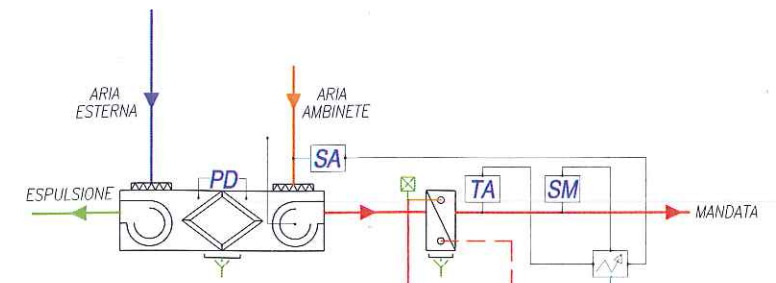 ARIA
ESTERNA
ARIA
AMBINETE
SA
PD
ESPULSIONE
TA
SM
MANDATA